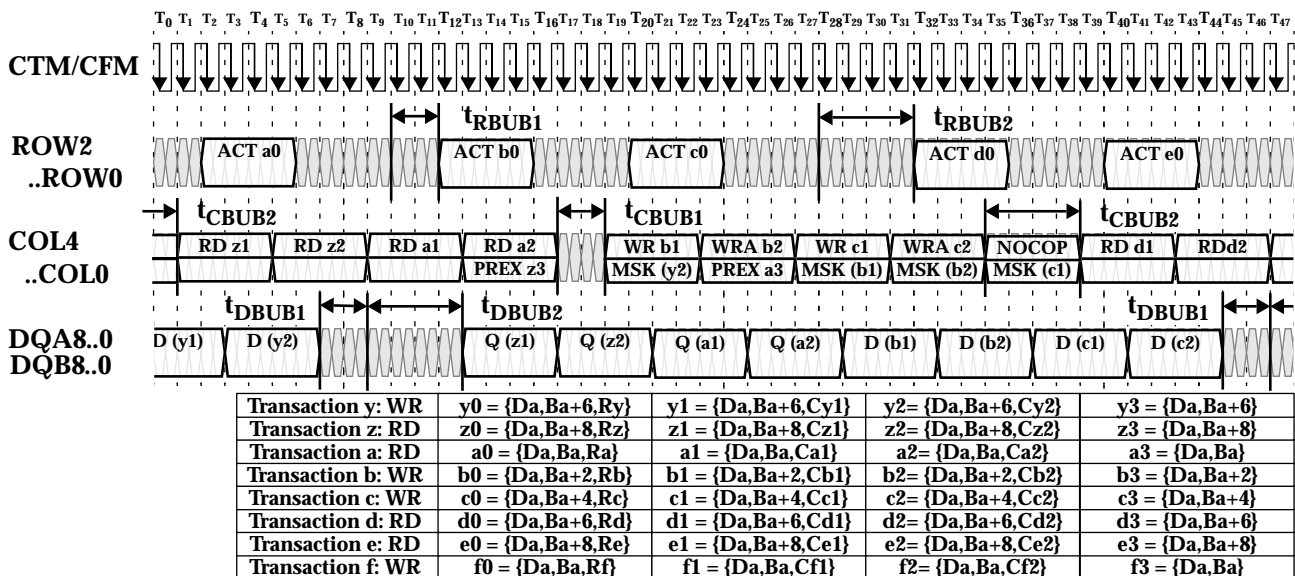 T0 T1 T2 T3 T4 T5 T6 T7 T8 T9 T10 T11 T12 T13 T14 T15 T16 T17 T18 T19 T20 T21 T22 T23 T24 T25 T26 T27 T28 T29 T30 T31 T32 T33 T34 T35 T36 T37 T38 T39 T40 T41 T42 T43 T44 T45 T46 T47
CTM/CFM
tRBUB1 tRBUB2
ROW2 ACT a0 ACT b0 ACT c0 ACT d0 ACT e0
..ROW0
tCBUB2 tCBUB1 tCBUB2
COL4 RD z1 RD z2 RD a1 RD a2 WR b1 WRA b2 WR c1 WRA c2 NOCOP RD d1 RDd2
..COL0 PREX z3 MSK (y2) PREX a3 MSK (b1) MSK (b2) MSK (c1)
tDBUB1 tDBUB2 tDBUB1
DQA8..0 D (y1) D (y2) Q (z1) Q (z2) Q (a1) Q (a2) D (b1) D (b2) D (c1) D (c2)
DQB8..0
Transaction y: WR y0 = {Da,Ba+6,Ry} y1 = {Da,Ba+6,Cy1} y2= {Da,Ba+6,Cy2} y3 = {Da,Ba+6}
Transaction z: RD z0 = {Da,Ba+8,Rz} z1 = {Da,Ba+8,Cz1} z2= {Da,Ba+8,Cz2} z3 = {Da,Ba+8}
Transaction a: RD a0 = {Da,Ba,Ra} a1 = {Da,Ba,Ca1} a2= {Da,Ba,Ca2} a3 = {Da,Ba}
Transaction b: WR b0 = {Da,Ba+2,Rb} b1 = {Da,Ba+2,Cb1} b2= {Da,Ba+2,Cb2} b3 = {Da,Ba+2}
Transaction c: WR c0 = {Da,Ba+4,Rc} c1 = {Da,Ba+4,Cc1} c2= {Da,Ba+4,Cc2} c3 = {Da,Ba+4}
Transaction d: RD d0 = {Da,Ba+6,Rd} d1 = {Da,Ba+6,Cd1} d2= {Da,Ba+6,Cd2} d3 = {Da,Ba+6}
Transaction e: RD e0 = {Da,Ba+8,Re} e1 = {Da,Ba+8,Ce1} e2= {Da,Ba+8,Ce2} e3 = {Da,Ba+8}
Transaction f: WR f0 = {Da,Ba,Rf} f1 = {Da,Ba,Cf1} f2= {Da,Ba,Cf2} f3 = {Da,Ba}